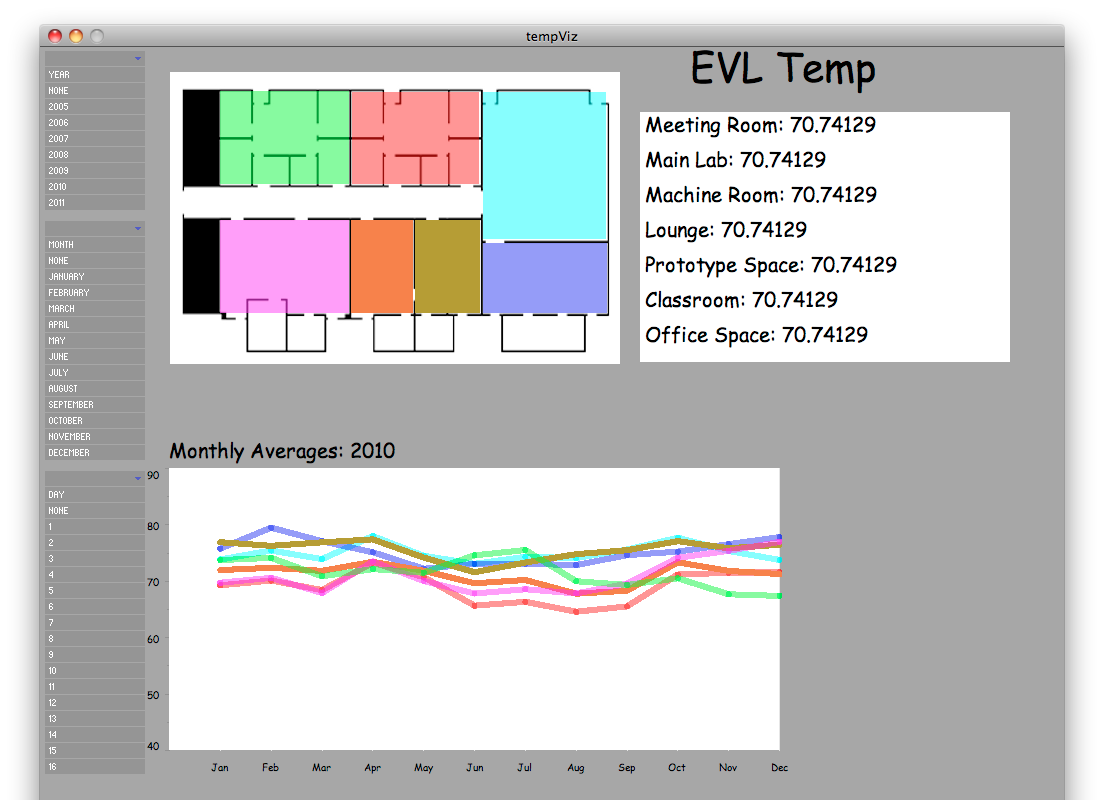 tempViz
YEAR
NONE
2005
2006
2007
2008
2009
2010
2011
MONTH
NONE
JANUARY
FEBRUARY
MARCH
APRIL
MAY
JUNE
JULY
AUGUST
SEPTEMBER
OCTOBER
NOVEMBER
DECEMBER
DAY
NONE
1
2
3
4
5
6
7
8
9
10
11
12
13
14
15
16
EVL Temp
Meeting Room: 70.74129
Main Lab: 70.74129
Machine Room: 70.74129
Lounge: 70.74129
Prototype Space: 70.74129
Classroom: 70.74129
Office Space: 70.74129
Monthly Averages: 2010
90
80
70
60
50
40
Jan Feb Mar Apr May Jun Jul Aug Sep Oct Nov Dec